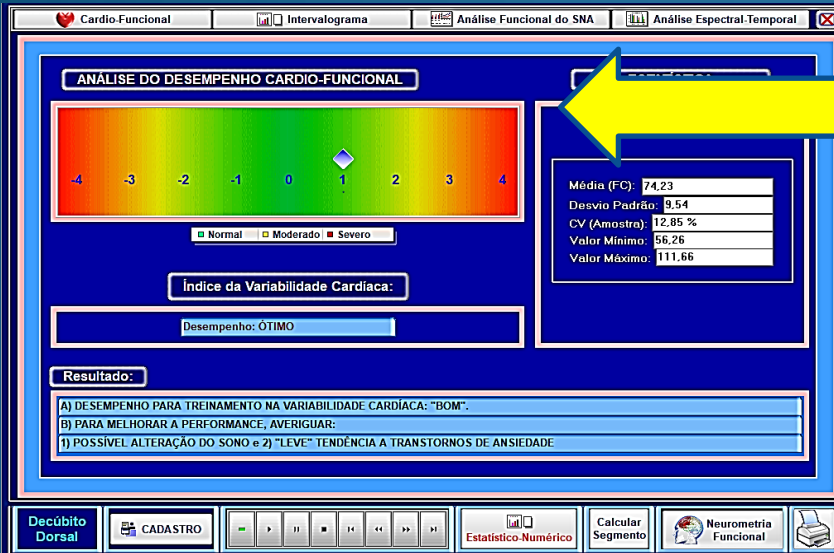 Cardio-Funcional
Intervalograma
Análise Funcional do SNA
Análise Espectral-Temporal
ANÁLISE DO DESEMPENHO CARDIO-FUNCIONAL
-4 -3 -2 -1 0 1 2 3 4
Normal Moderado Severo
Média (FC): 74,23
Desvio Padrão: 9,54
CV (Amostra): 12,85 %
Valor Mínimo: 56,26
Valor Máximo: 111,66
Índice da Variabilidade Cardíaca:
Desempenho: ÓTIMO
Resultado:
A) DESEMPENHO PARA TREINAMENTO NA VARIABILIDADE CARDÍACA: "BOM".
B) PARA MELHORAR A PERFORMANCE, AVERIGUAR:
1) POSSÍVEL ALTERAÇÃO DO SONO e 2) "LEVE" TENDÊNCIA A TRANSTORNOS DE ANSIEDADE
Decúbito
Dorsal
CADASTRO
Estatístico-Numérico
Calcular
Segmento
Neurometria
Funcional